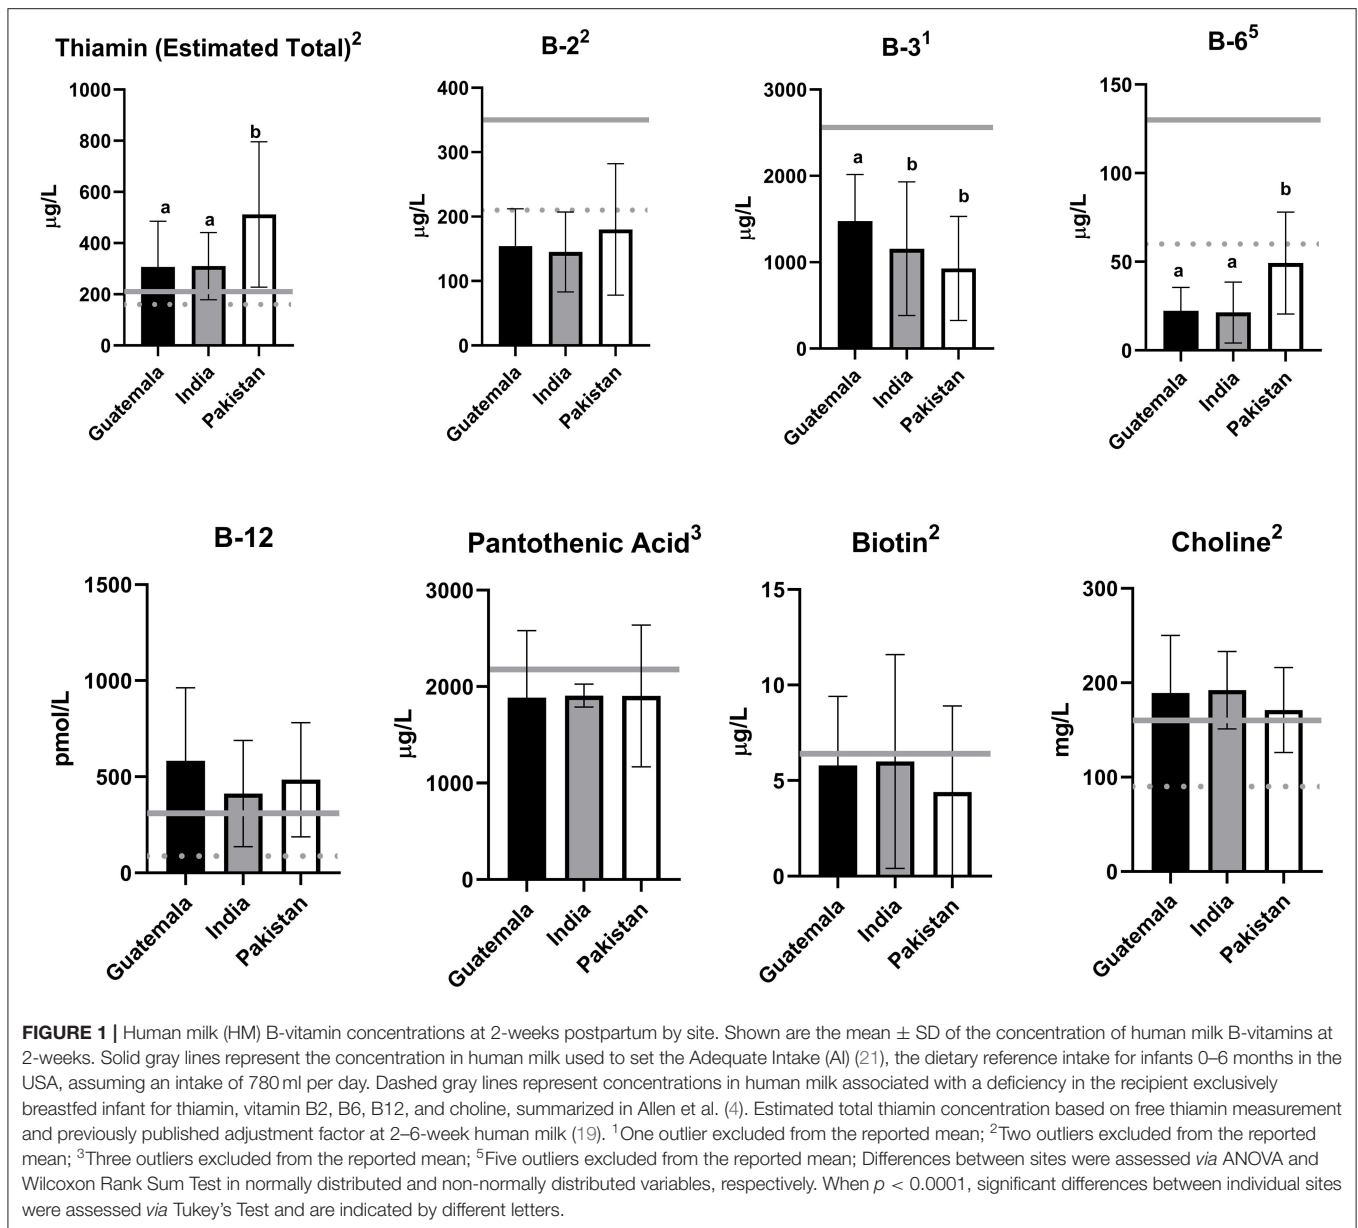 Thiamin (Estimated Total)2
μg/L
1000
800
600
400
200
0
a
a
b
Guatemala
India
Pakistan
B-22
μg/L
400
300
200
100
0
Guatemala
India
Pakistan
B-31
μg/L
3000
2000
1000
0
a
b
b
Guatemala
India
Pakistan
B-65
μg/L
150
100
50
0
a
a
b
Guatemala
India
Pakistan
B-12
pmol/L
1500
1000
500
0
Guatemala
India
Pakistan
Pantothenic Acid3
μg/L
3000
2000
1000
0
Guatemala
India
Pakistan
Biotin2
μg/L
15
10
5
0
Guatemala
India
Pakistan
Choline2
mg/L
300
200
100
0
Guatemala
India
Pakistan
FIGURE 1 | Human milk (HM) B-vitamin concentrations at 2-weeks postpartum by site. Shown are the mean ± SD of the concentration of human milk B-vitamins at
2-weeks. Solid gray lines represent the concentration in human milk used to set the Adequate Intake (AI) (21), the dietary reference intake for infants 0–6 months in the
USA, assuming an intake of 780 ml per day. Dashed gray lines represent concentrations in human milk associated with a deficiency in the recipient exclusively
breastfed infant for thiamin, vitamin B2, B6, B12, and choline, summarized in Allen et al. (4). Estimated total thiamin concentration based on free thiamin measurement
and previously published adjustment factor at 2–6-week human milk (19). 1One outlier excluded from the reported mean; 2Two outliers excluded from the reported
mean; 3Three outliers excluded from the reported mean; 5Five outliers excluded from the reported mean; Differences between sites were assessed via ANOVA and
Wilcoxon Rank Sum Test in normally distributed and non-normally distributed variables, respectively. When p < 0.0001, significant differences between individual sites
were assessed via Tukey's Test and are indicated by different letters.